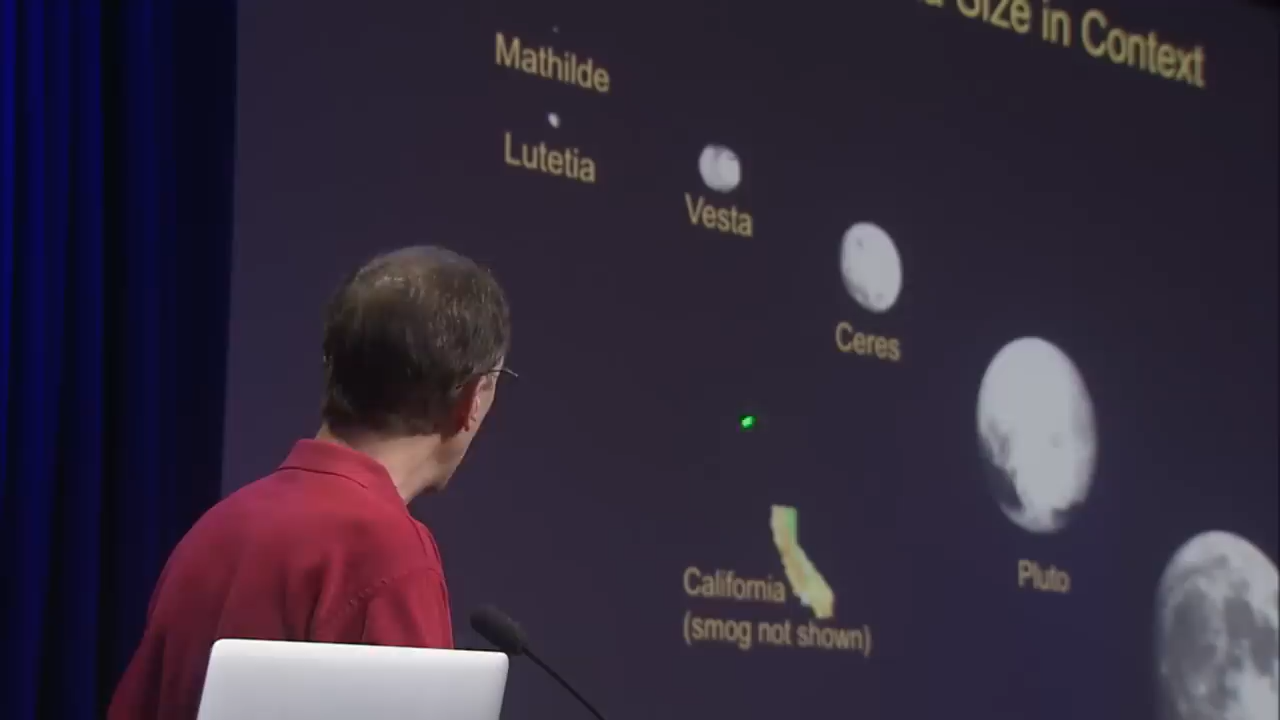 Size in Context
Mathilde
Lutetia
Vesta
Ceres
Pluto
California
(smog not shown)